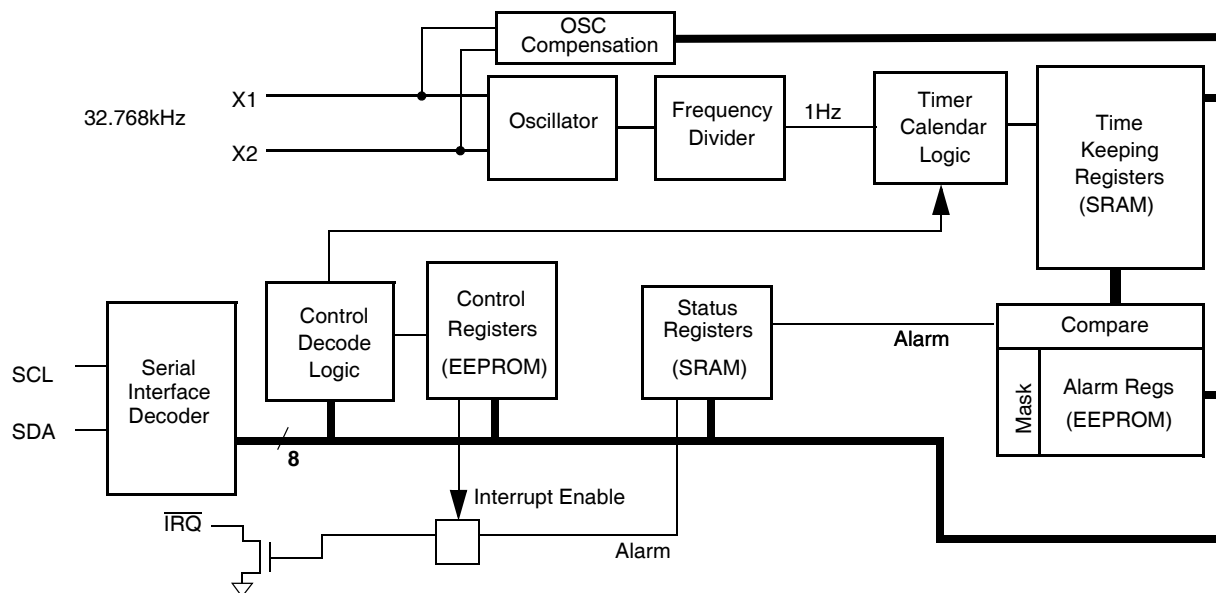 OSC
Compensation
32.768kHz
X1
X2
Oscillator
Frequency
Divider
1Hz
Timer
Calendar
Logic
Time
Keeping
Registers
(SRAM)
Control
Decode
Logic
Control
Registers
(EEPROM)
Status
Registers
(SRAM)
Alarm
Compare
Mask
Alarm Regs
(EEPROM)
SCL
SDA
Serial
Interface
Decoder
8
Interrupt Enable
IRQ
Alarm